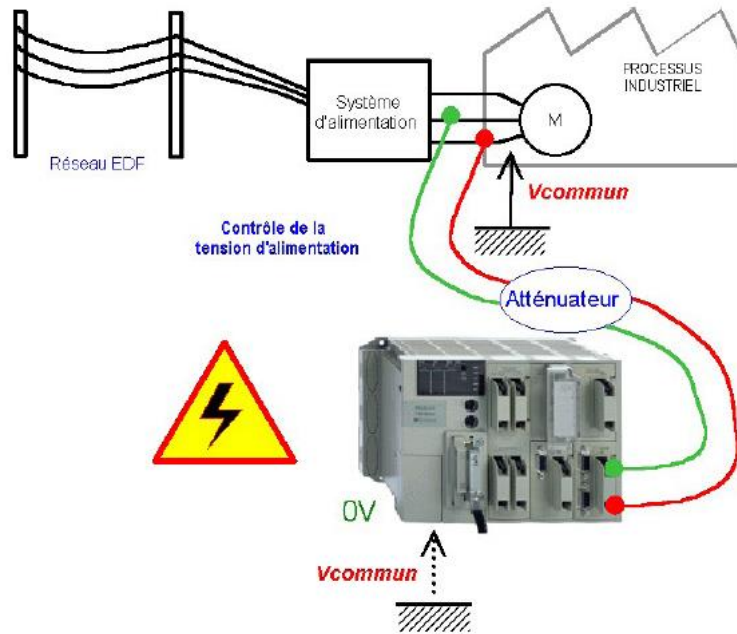 PROCESSUS
INDUSTRIEL
Système
d'alimentation
M
Réseau EDF
Vcommun
Contrôle de la
tension d'alimentation
Atténuateur
0V
Vcommun